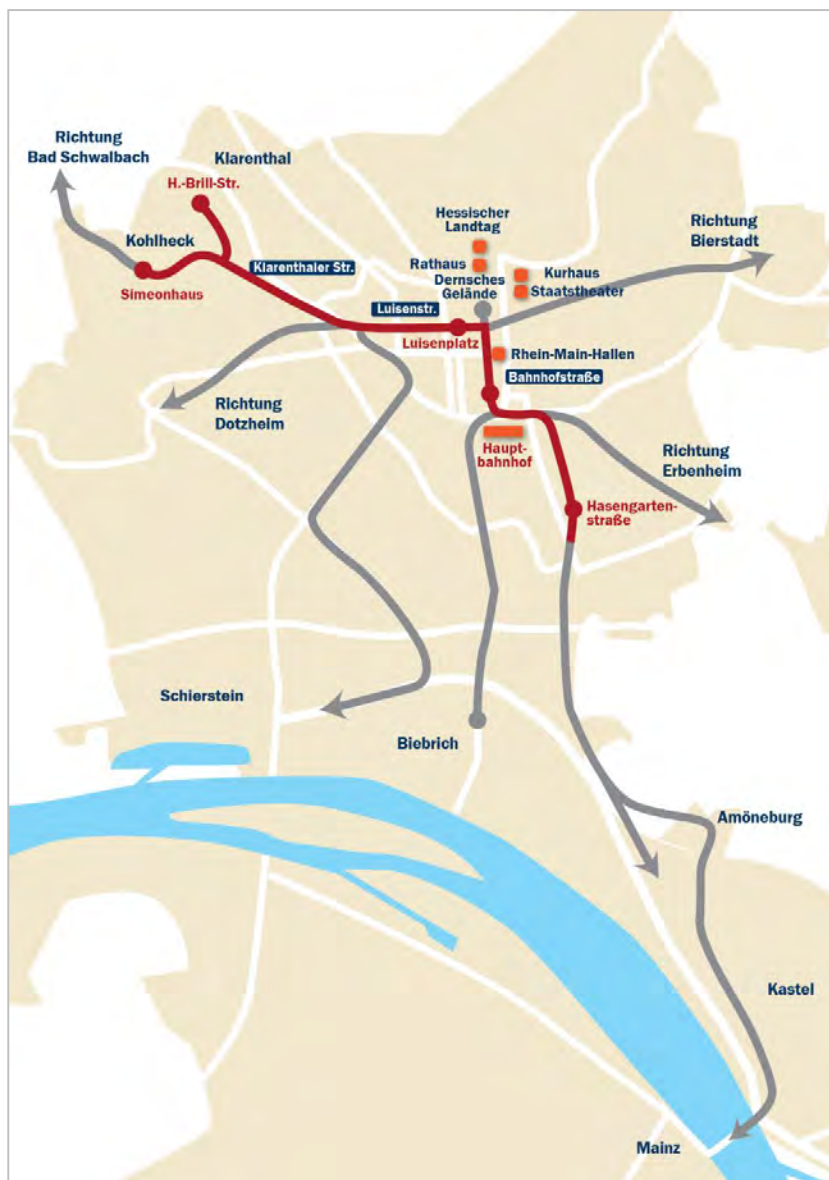 Richtung
Bad Schwalbach
Klarenthal
H.-Brill-Str.
Kohlheck
Simeonhaus
Klarenthaler Str.
Hessischer
Landtag
Rathaus
Dernsches
Gelände
Kurhaus
Staatstheater
Richtung
Bierstadt
Luisenstr.
Luisenplatz
Rhein-Main-Hallen
Bahnhofstraße
Richtung
Dotzheim
Haupt-
bahnhof
Richtung
Erbenheim
Hasengarten-
straße
Schierstein
Biebrich
Amöneburg
Kastel
Mainz